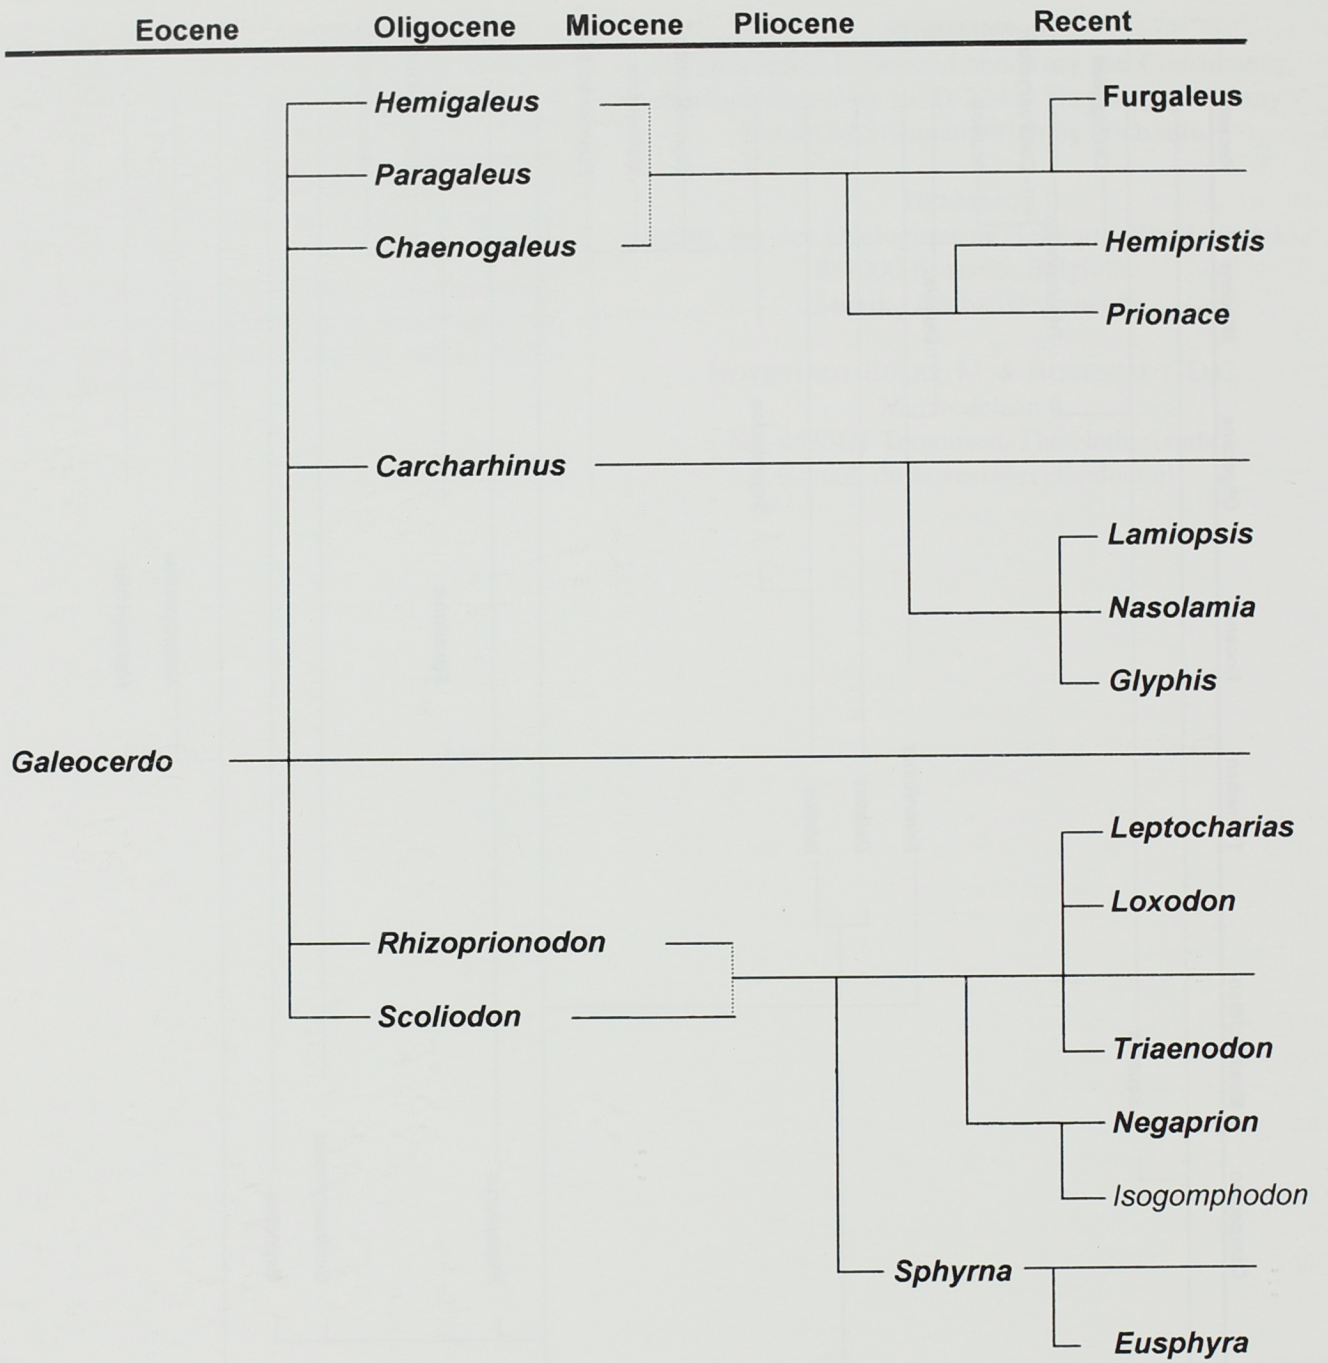 Eocene Oligocene Miocene Pliocene Recent
Hemigaleus Furgaleus
Paragaleus
Chaenogaleus Hemipristis
Prionace
Carcharhinus
Lamiopsis
Nasolamia
Glyphis
Galeocerdo
Leptocharias
Loxodon
Rhizoprionodon
Scoliodon
Triaenodon
Negaprion
Isogomphodon
Sphyrna
Eusphyra